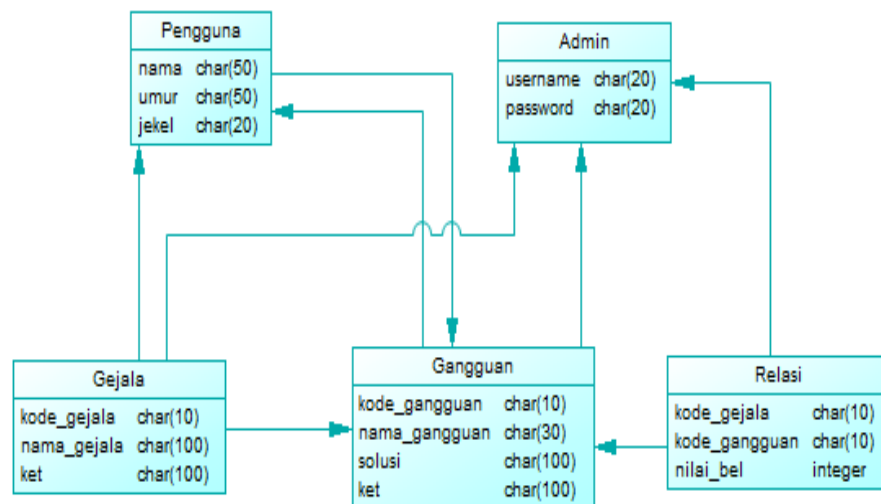 Pengguna
nama char(50)
umur char(50)
jekel char(20)
Admin
username char(20)
password char(20)
Gejala
kode_gejala char(10)
nama_gejala char(100)
ket char(100)
Gangguan
kode_gangguan char(10)
nama_gangguan char(30)
solusi char(100)
ket char(100)
Relasi
kode_gejala char(10)
kode_gangguan char(10)
nilai_bel integer